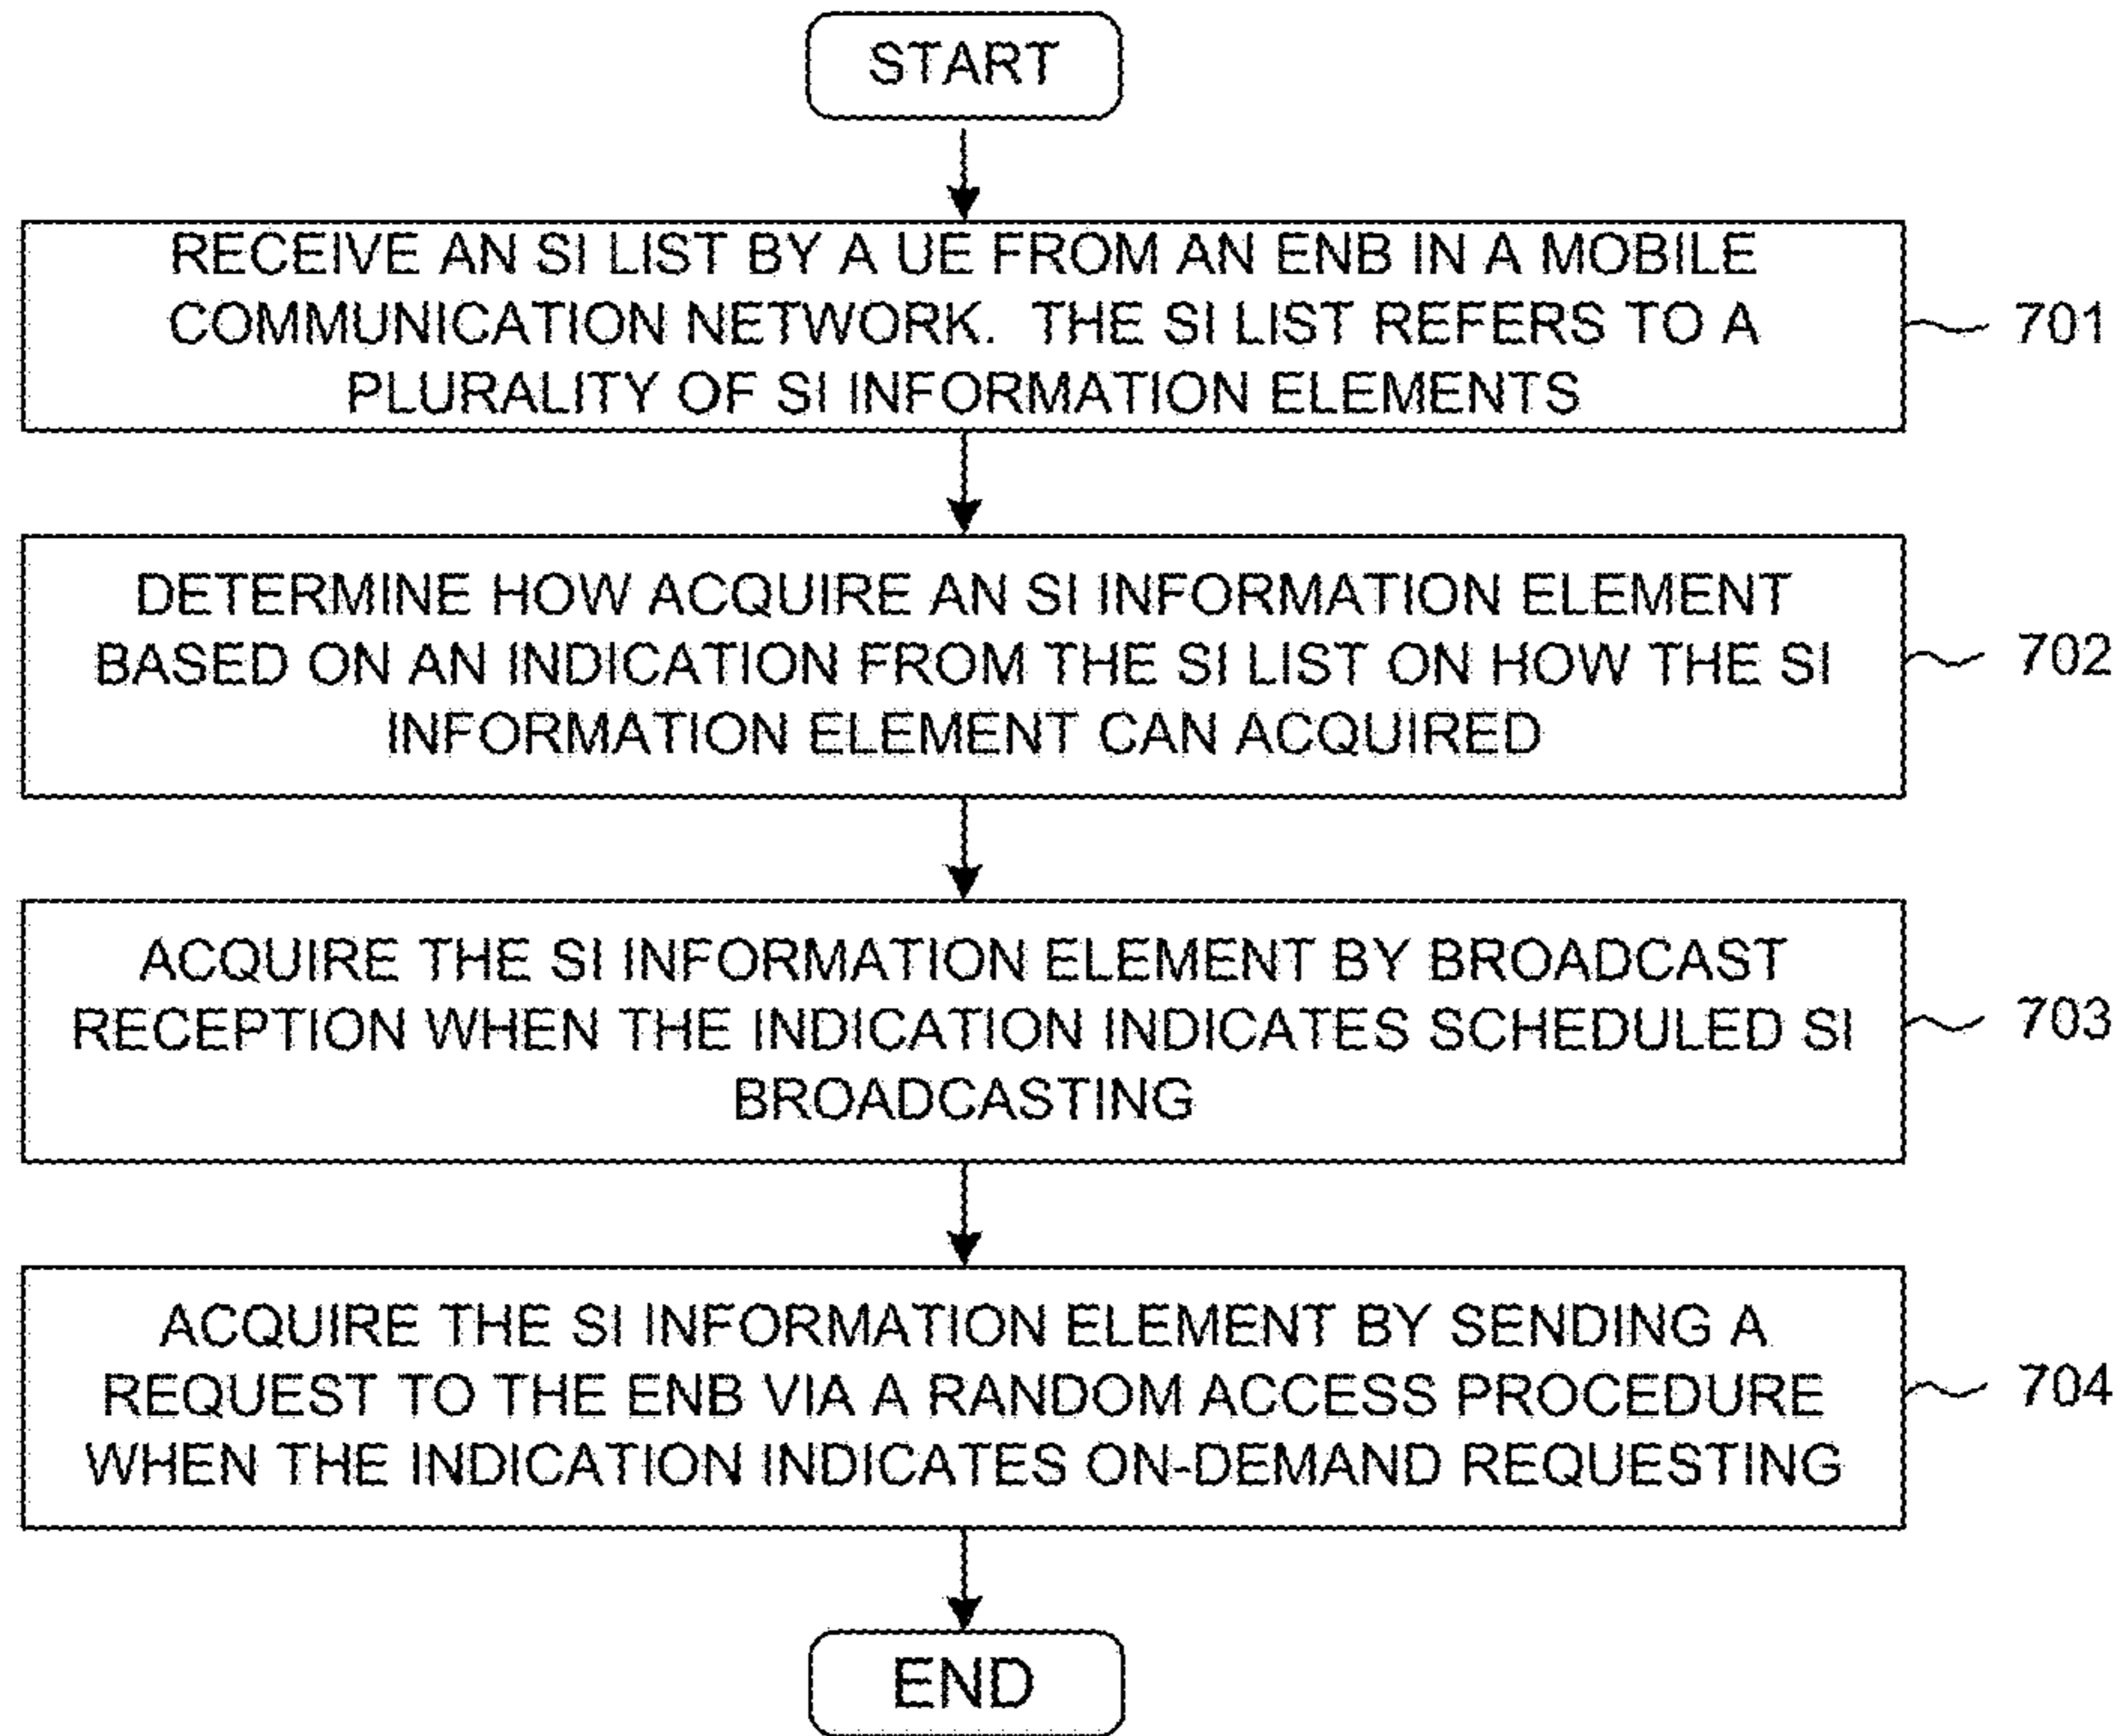 START
RECEIVE AN SI LIST BY A UE FROM AN ENB IN A MOBILE
COMMUNICATION NETWORK. THE SI LIST REFERS TO A
PLURALITY OF SI INFORMATION ELEMENTS
701
DETERMINE HOW ACQUIRE AN SI INFORMATION ELEMENT
BASED ON AN INDICATION FROM THE SI LIST ON HOW THE SI
INFORMATION ELEMENT CAN ACQUIRED
702
ACQUIRE THE SI INFORMATION ELEMENT BY BROADCAST
RECEPTION WHEN THE INDICATION INDICATES SCHEDULED SI
BROADCASTING
703
ACQUIRE THE SI INFORMATION ELEMENT BY SENDING A
REQUEST TO THE ENB VIA A RANDOM ACCESS PROCEDURE
WHEN THE INDICATION INDICATES ON-DEMAND REQUESTING
704
END